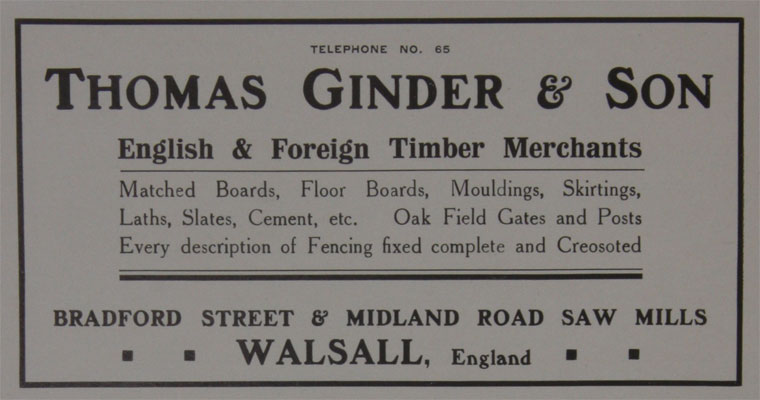 TELEPHONE NO. 65
THOMAS GINDER & SON
English & Foreign Timber Merchants
Matched Boards, Floor Boards, Mouldings, Skirtings,
Laths, Slates, Cement, etc. Oak Field Gates and Posts
Every description of Fencing fixed complete and Creosoted
BRADFORD STREET & MIDLAND ROAD SAW MILLS
WALSALL, England